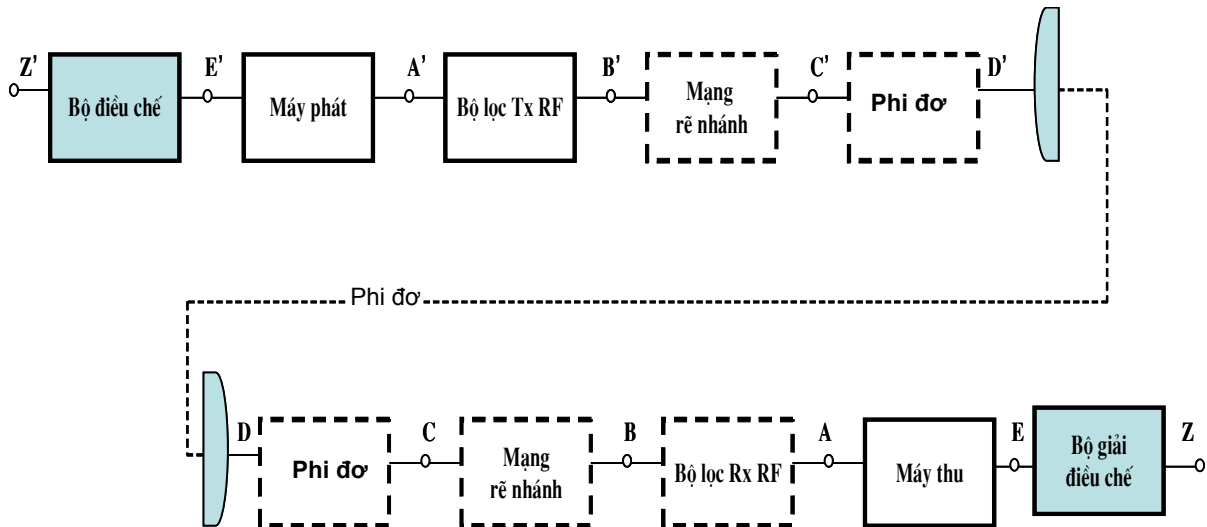 Z' E' A' B' C' D'
Bộ điều chế
Máy phát
Bộ lọc Tx RF
Mạng
rẽ nhánh
Phi đơ
Phi đơ
D C B A E Z
Phi đơ
Mạng
rẽ nhánh
Bộ lọc Rx RF
Máy thu
Bộ giải
điều chế